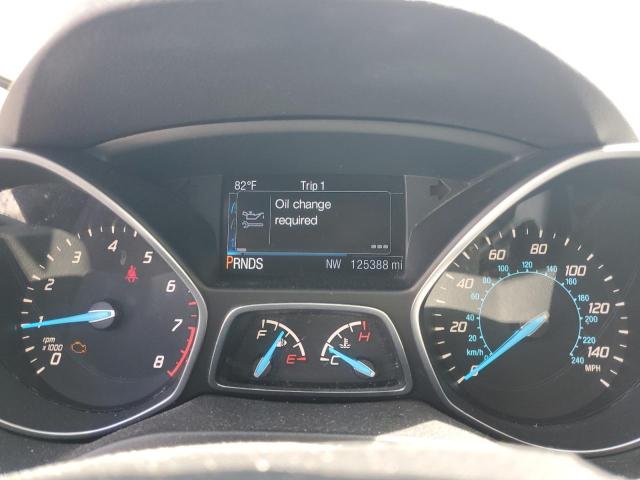 82°F Trip 1
Oil change
required
PRNDS NW 125388 mi
0 1 2 3 4 5 6 7 8
rpm
x1000
F E
C H
0 20 40 60 80 100 120 140
MPH
20 40 60 80 100 120 140 160 180 200 220 240
km/h